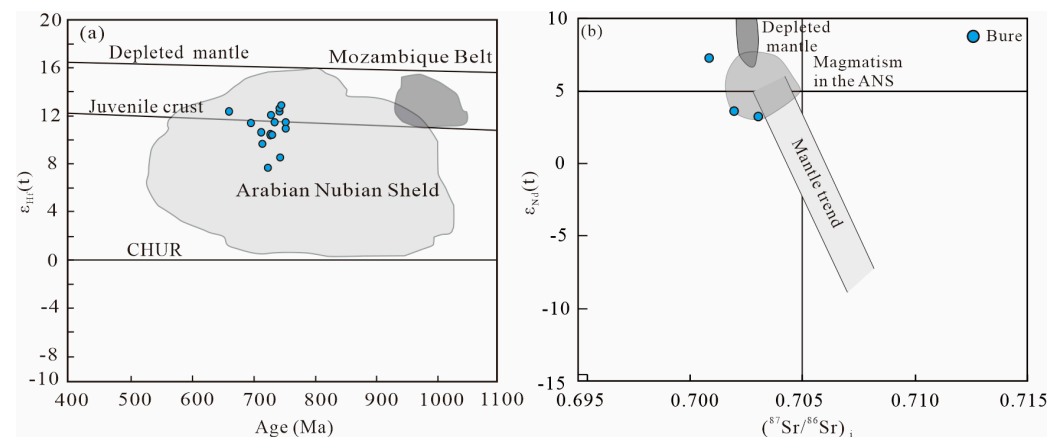 (a)
Depleted mantle
Mozambique Belt
Juvenile crust
Arabian Nubian Sheld
CHUR
20
16
12
8
4
0
-4
-8
-10
εHf(t)
400 500 600 700 800 900 1000 1100
Age (Ma)
(b)
Depleted
mantle
Bure
Magmatism
in the ANS
Mantle trend
10
5
0
-5
-10
-15
εNd(t)
0.695 0.700 0.705 0.710 0.715
(⁸⁷Sr/⁸⁶Sr) i